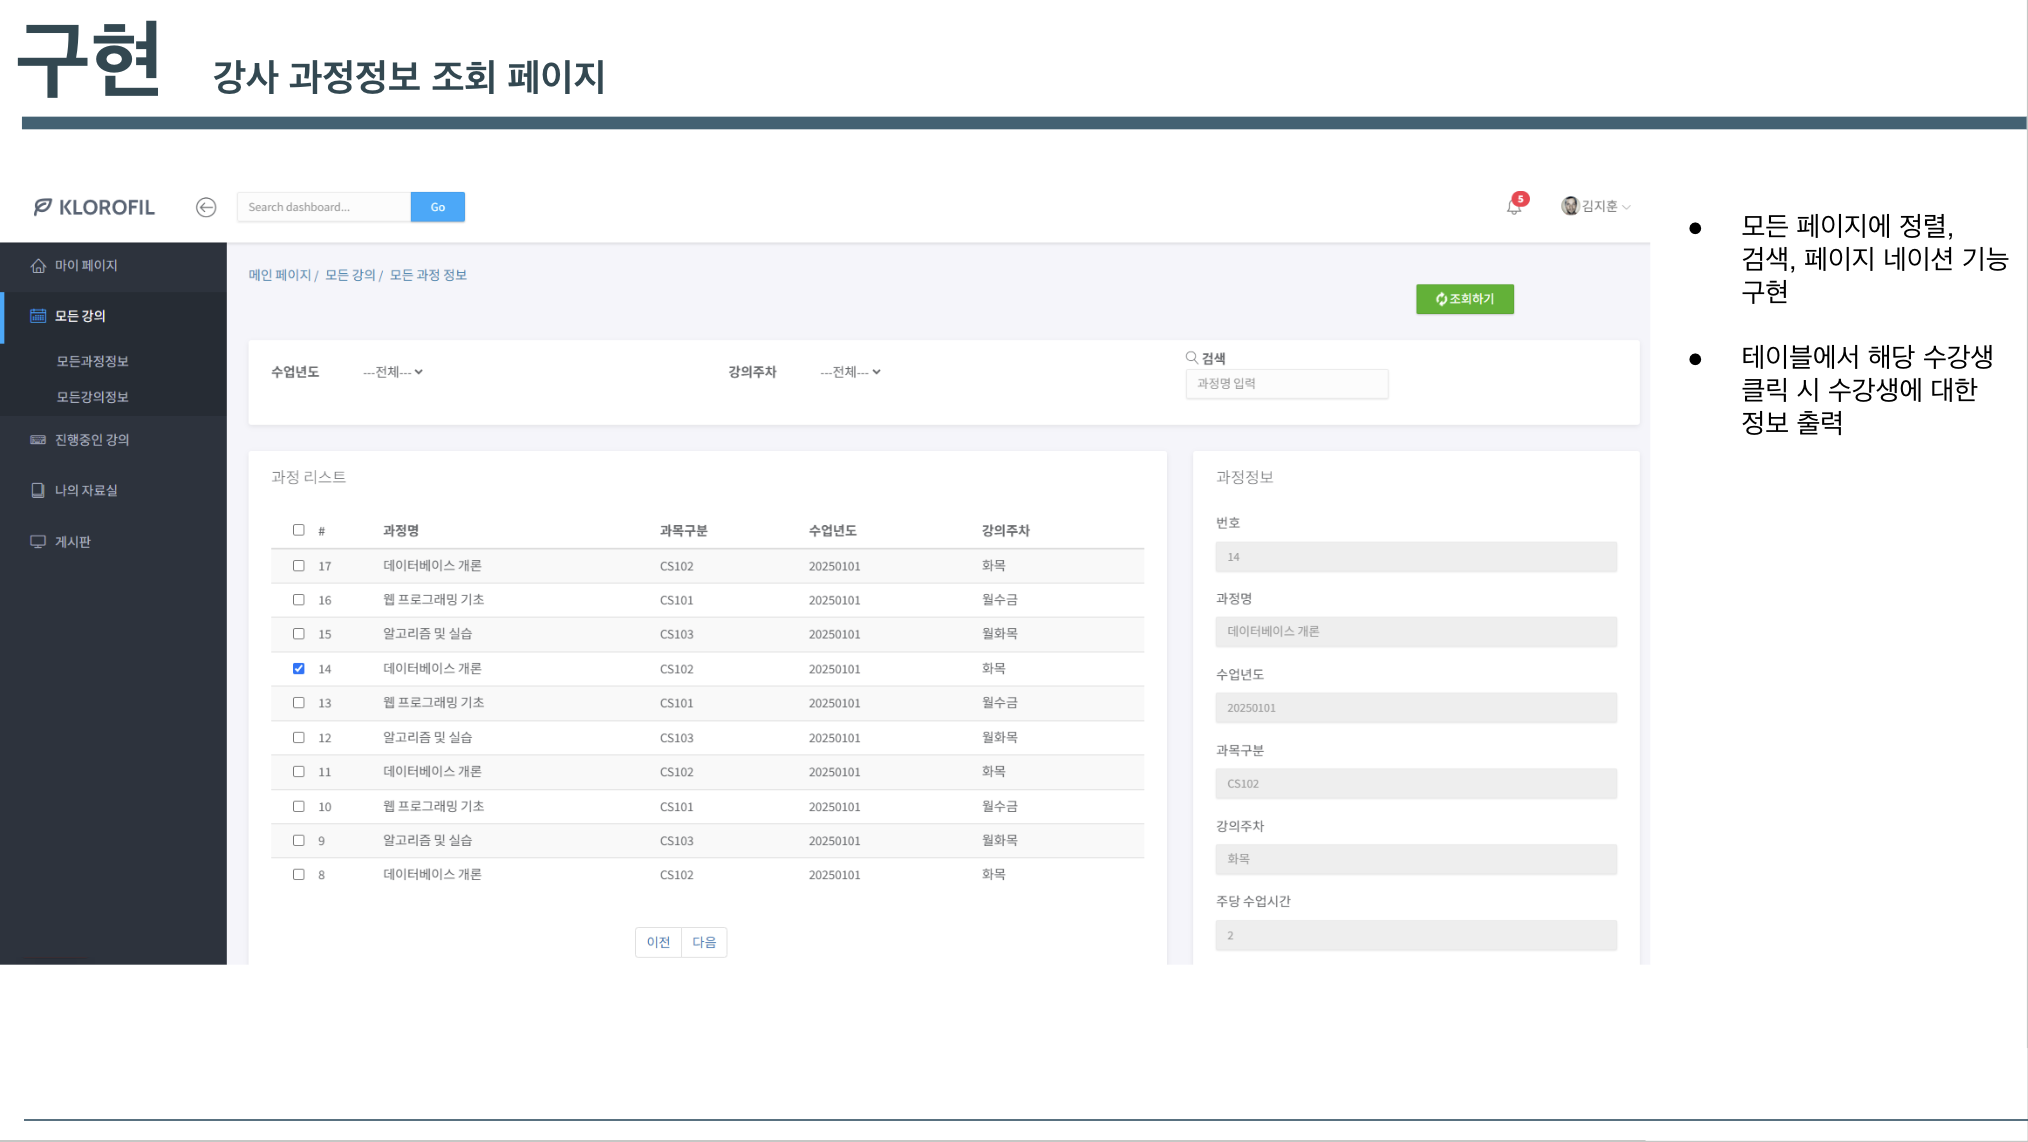 구현 강사 과정정보 조회 페이지
KLOROFIL Search dashboard... Go 5 김지훈
마이 페이지
모든 강의
모든과정정보
모든강의정보
진행중인 강의
나의 자료실
게시판
메인 페이지 / 모든 강의 / 모든 과정 정보
조회하기
수업년도 ---전체--- 강의주차 ---전체--- 검색
과정명 입력
과정 리스트
# 과정명 과목구분 수업년도 강의주차
17 데이터베이스 개론 CS102 20250101 화목
16 웹 프로그래밍 기초 CS101 20250101 월수금
15 알고리즘 및 실습 CS103 20250101 월화목
14 데이터베이스 개론 CS102 20250101 화목
13 웹 프로그래밍 기초 CS101 20250101 월수금
12 알고리즘 및 실습 CS103 20250101 월화목
11 데이터베이스 개론 CS102 20250101 화목
10 웹 프로그래밍 기초 CS101 20250101 월수금
9 알고리즘 및 실습 CS103 20250101 월화목
8 데이터베이스 개론 CS102 20250101 화목
이전 다음
과정정보
번호
14
과정명
데이터베이스 개론
수업년도
20250101
과목구분
CS102
강의주차
화목
주당 수업시간
2
● 모든 페이지에 정렬,
검색, 페이지 네이션 기능
구현
● 테이블에서 해당 수강생
클릭 시 수강생에 대한
정보 출력